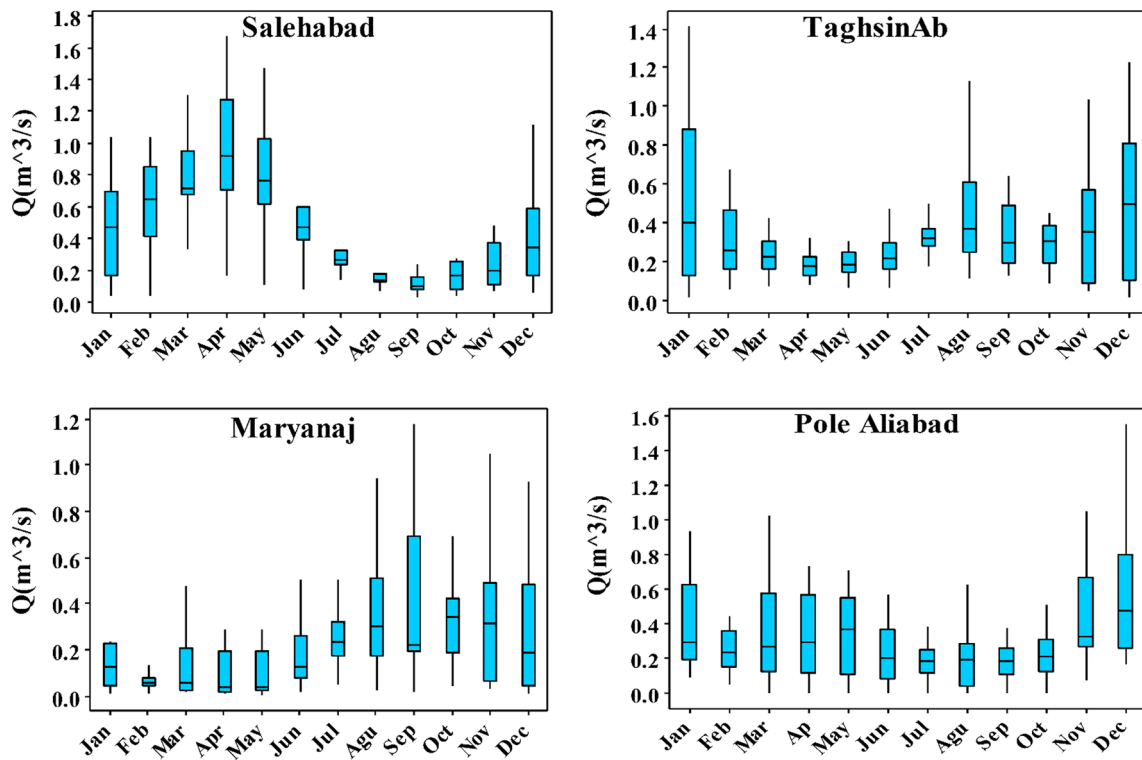 Salehabad
Q(m^3/s)
1.8
1.6
1.4
1.2
1.0
0.8
0.6
0.4
0.2
0.0
Jan Feb Mar Apr May Jun Jul Agu Sep Oct Nov Dec
TaghsinAb
Q(m^3/s)
1.4
1.2
1.0
0.8
0.6
0.4
0.2
0.0
Jan Feb Mar Apr May Jun Jul Agu Sep Oct Nov Dec
Maryanaj
Q(m^3/s)
1.2
1.0
0.8
0.6
0.4
0.2
0.0
Jan Feb Mar Apr May Jun Jul Agu Sep Oct Nov Dec
Pole Aliabad
Q(m^3/s)
1.6
1.4
1.2
1.0
0.8
0.6
0.4
0.2
0.0
Jan Feb Mar Ap May Jun Jul Agu Sep Oct Nov Dec